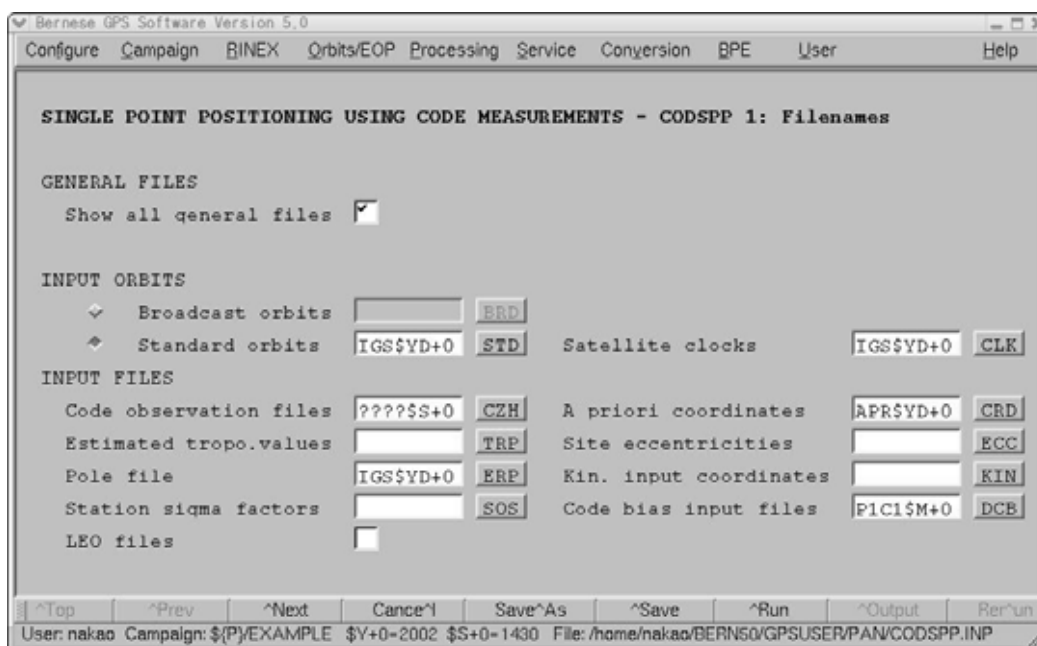 Bernese GPS Software Version 5.0
Configure Campaign RINEX Orbits/EOP Processing Service Conversion BPE User Help
SINGLE POINT POSITIONING USING CODE MEASUREMENTS - CODSPP 1: Filenames
GENERAL FILES
Show all general files
INPUT ORBITS
Broadcast orbits BRD
Standard orbits IGS$YD+0 STD Satellite clocks IGS$YD+0 CLK
INPUT FILES
Code observation files ????$S+0 CZH A priori coordinates APR$YD+0 CRD
Estimated tropo.values TRP Site eccentricities ECC
Pole file IGS$YD+0 ERP Kin. input coordinates KIN
Station sigma factors SOS Code bias input files P1C1$M+0 DCB
LEO files
^Top ^Prev ^Next Cance^l Save^As ^Save ^Run ^Output Rer^un
User: nakao Campaign: ${P}/EXAMPLE $Y+0=2002 $S+0=1430 File: /home/nakao/BERN50/GPSUSER/PAN/CODSPP.INP